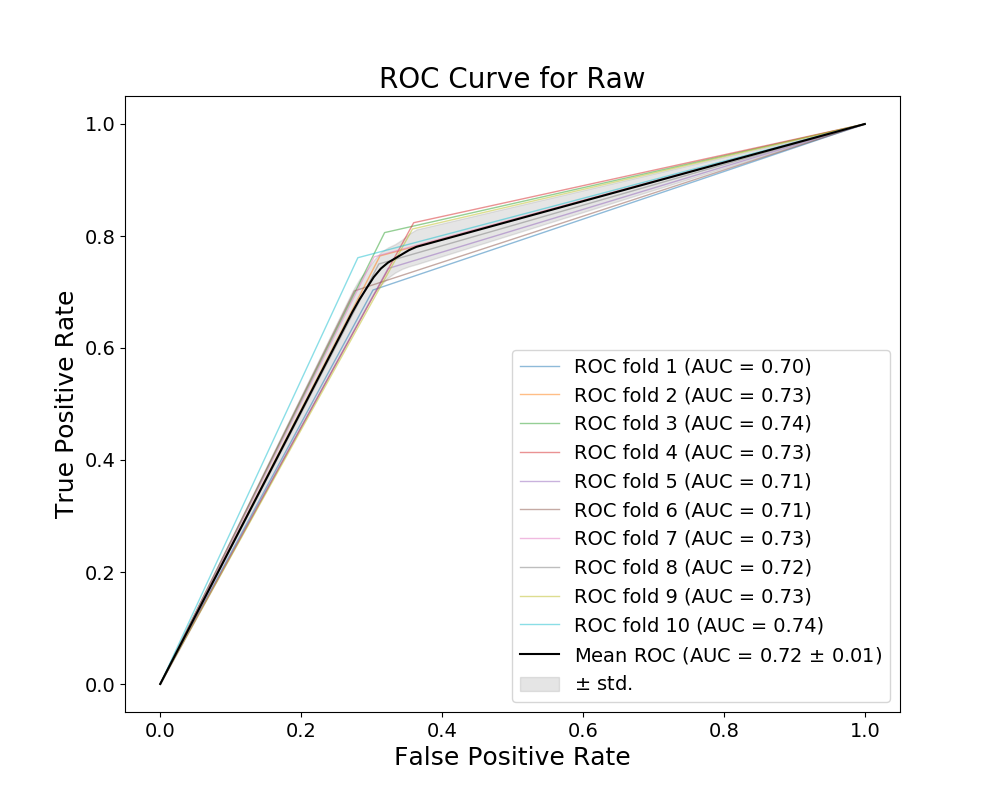 ROC Curve for Raw
True Positive Rate
1.0
0.8
0.6
0.4
0.2
0.0
ROC fold 1 (AUC = 0.70)
ROC fold 2 (AUC = 0.73)
ROC fold 3 (AUC = 0.74)
ROC fold 4 (AUC = 0.73)
ROC fold 5 (AUC = 0.71)
ROC fold 6 (AUC = 0.71)
ROC fold 7 (AUC = 0.73)
ROC fold 8 (AUC = 0.72)
ROC fold 9 (AUC = 0.73)
ROC fold 10 (AUC = 0.74)
Mean ROC (AUC = 0.72 ± 0.01)
± std.
0.0 0.2 0.4 0.6 0.8 1.0
False Positive Rate